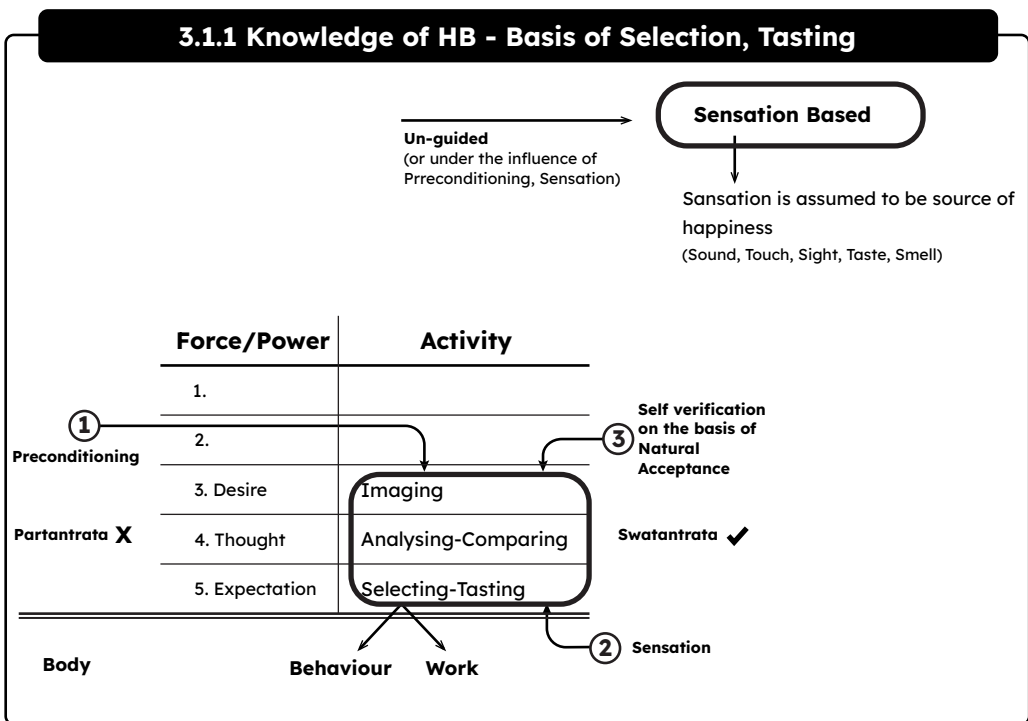 3.1.1 Knowledge of HB - Basis of Selection, Tasting
Sensation Based
Un-guided
(or under the influence of
Prreconditioning, Sensation)
Sansation is assumed to be source of
happiness
(Sound, Touch, Sight, Taste, Smell)
Force/Power Activity
1.
1
Preconditioning
2.
3
Self verification
on the basis of
Natural
Acceptance
3. Desire Imaging
Partantrata X
4. Thought Analysing-Comparing
Swatantrata ✔
5. Expectation Selecting-Tasting
2 Sensation
Body
Behaviour Work